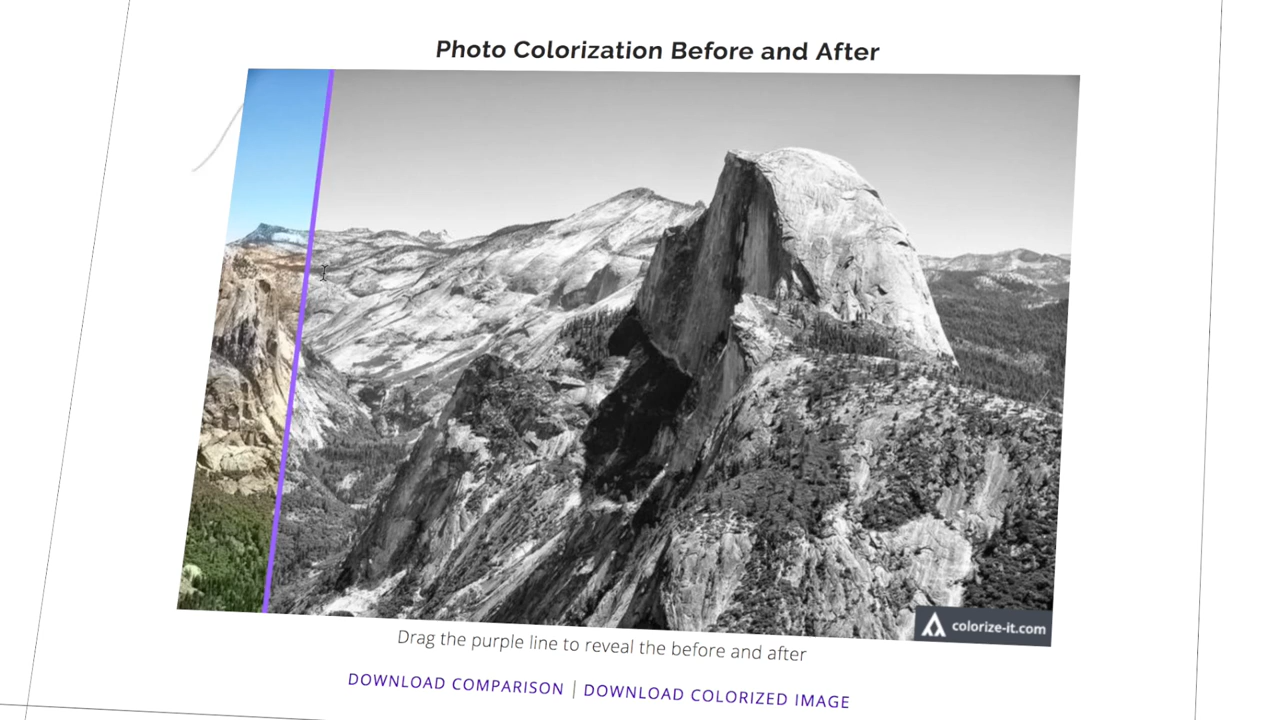 Photo Colorization Before and After
colorize-it.com
Drag the purple line to reveal the before and after
DOWNLOAD COMPARISON | DOWNLOAD COLORIZED IMAGE